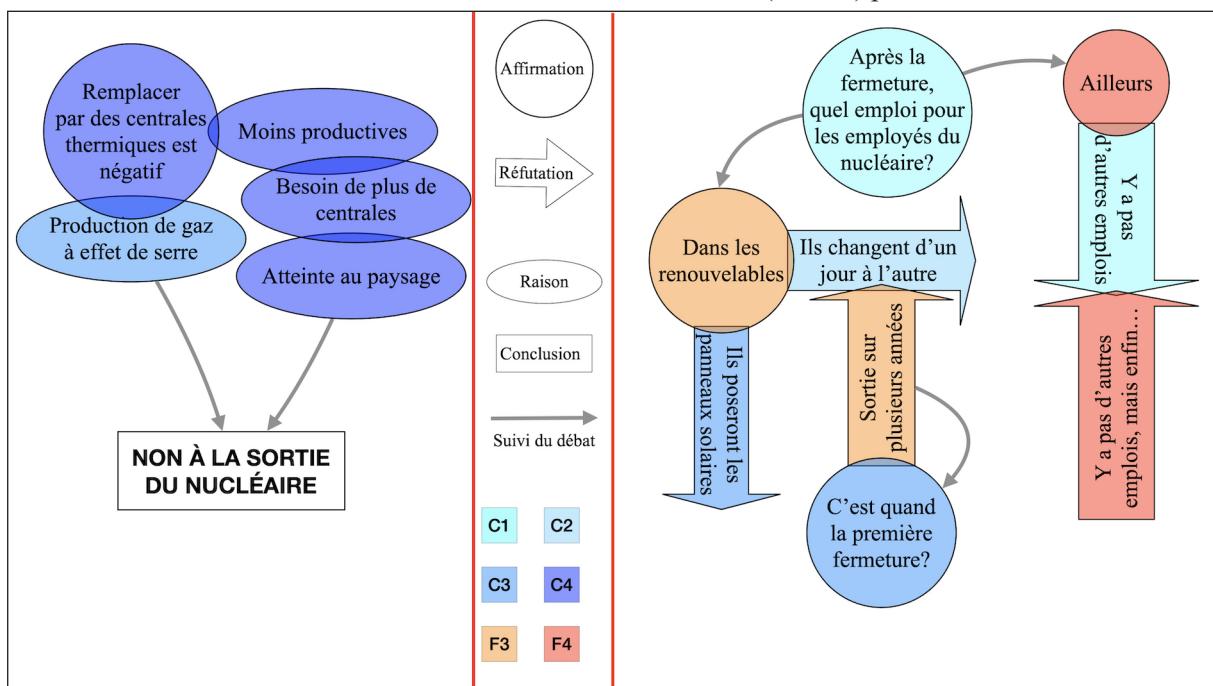 Remplacer
par des centrales
thermiques est
négatif
Moins productives
Besoin de plus de
centrales
Production de gaz
à effet de serre
Atteinte au paysage
NON À LA SORTIE
DU NUCLÉAIRE
Affirmation
Réfutation
Raison
Conclusion
Suivi du débat
C1
C2
C3
C4
F3
F4
Après la
fermeture,
quel emploi pour
les employés du
nucléaire?
Ailleurs
Y a pas
d'autres emplois
Dans les
renouvelables
Ils changent d'un
jour à l'autre
Ils poseront les
panneaux solaires
Sortie sur
plusieurs années
Y a pas d'autres
emplois, mais enfin…
C'est quand
la première
fermeture?